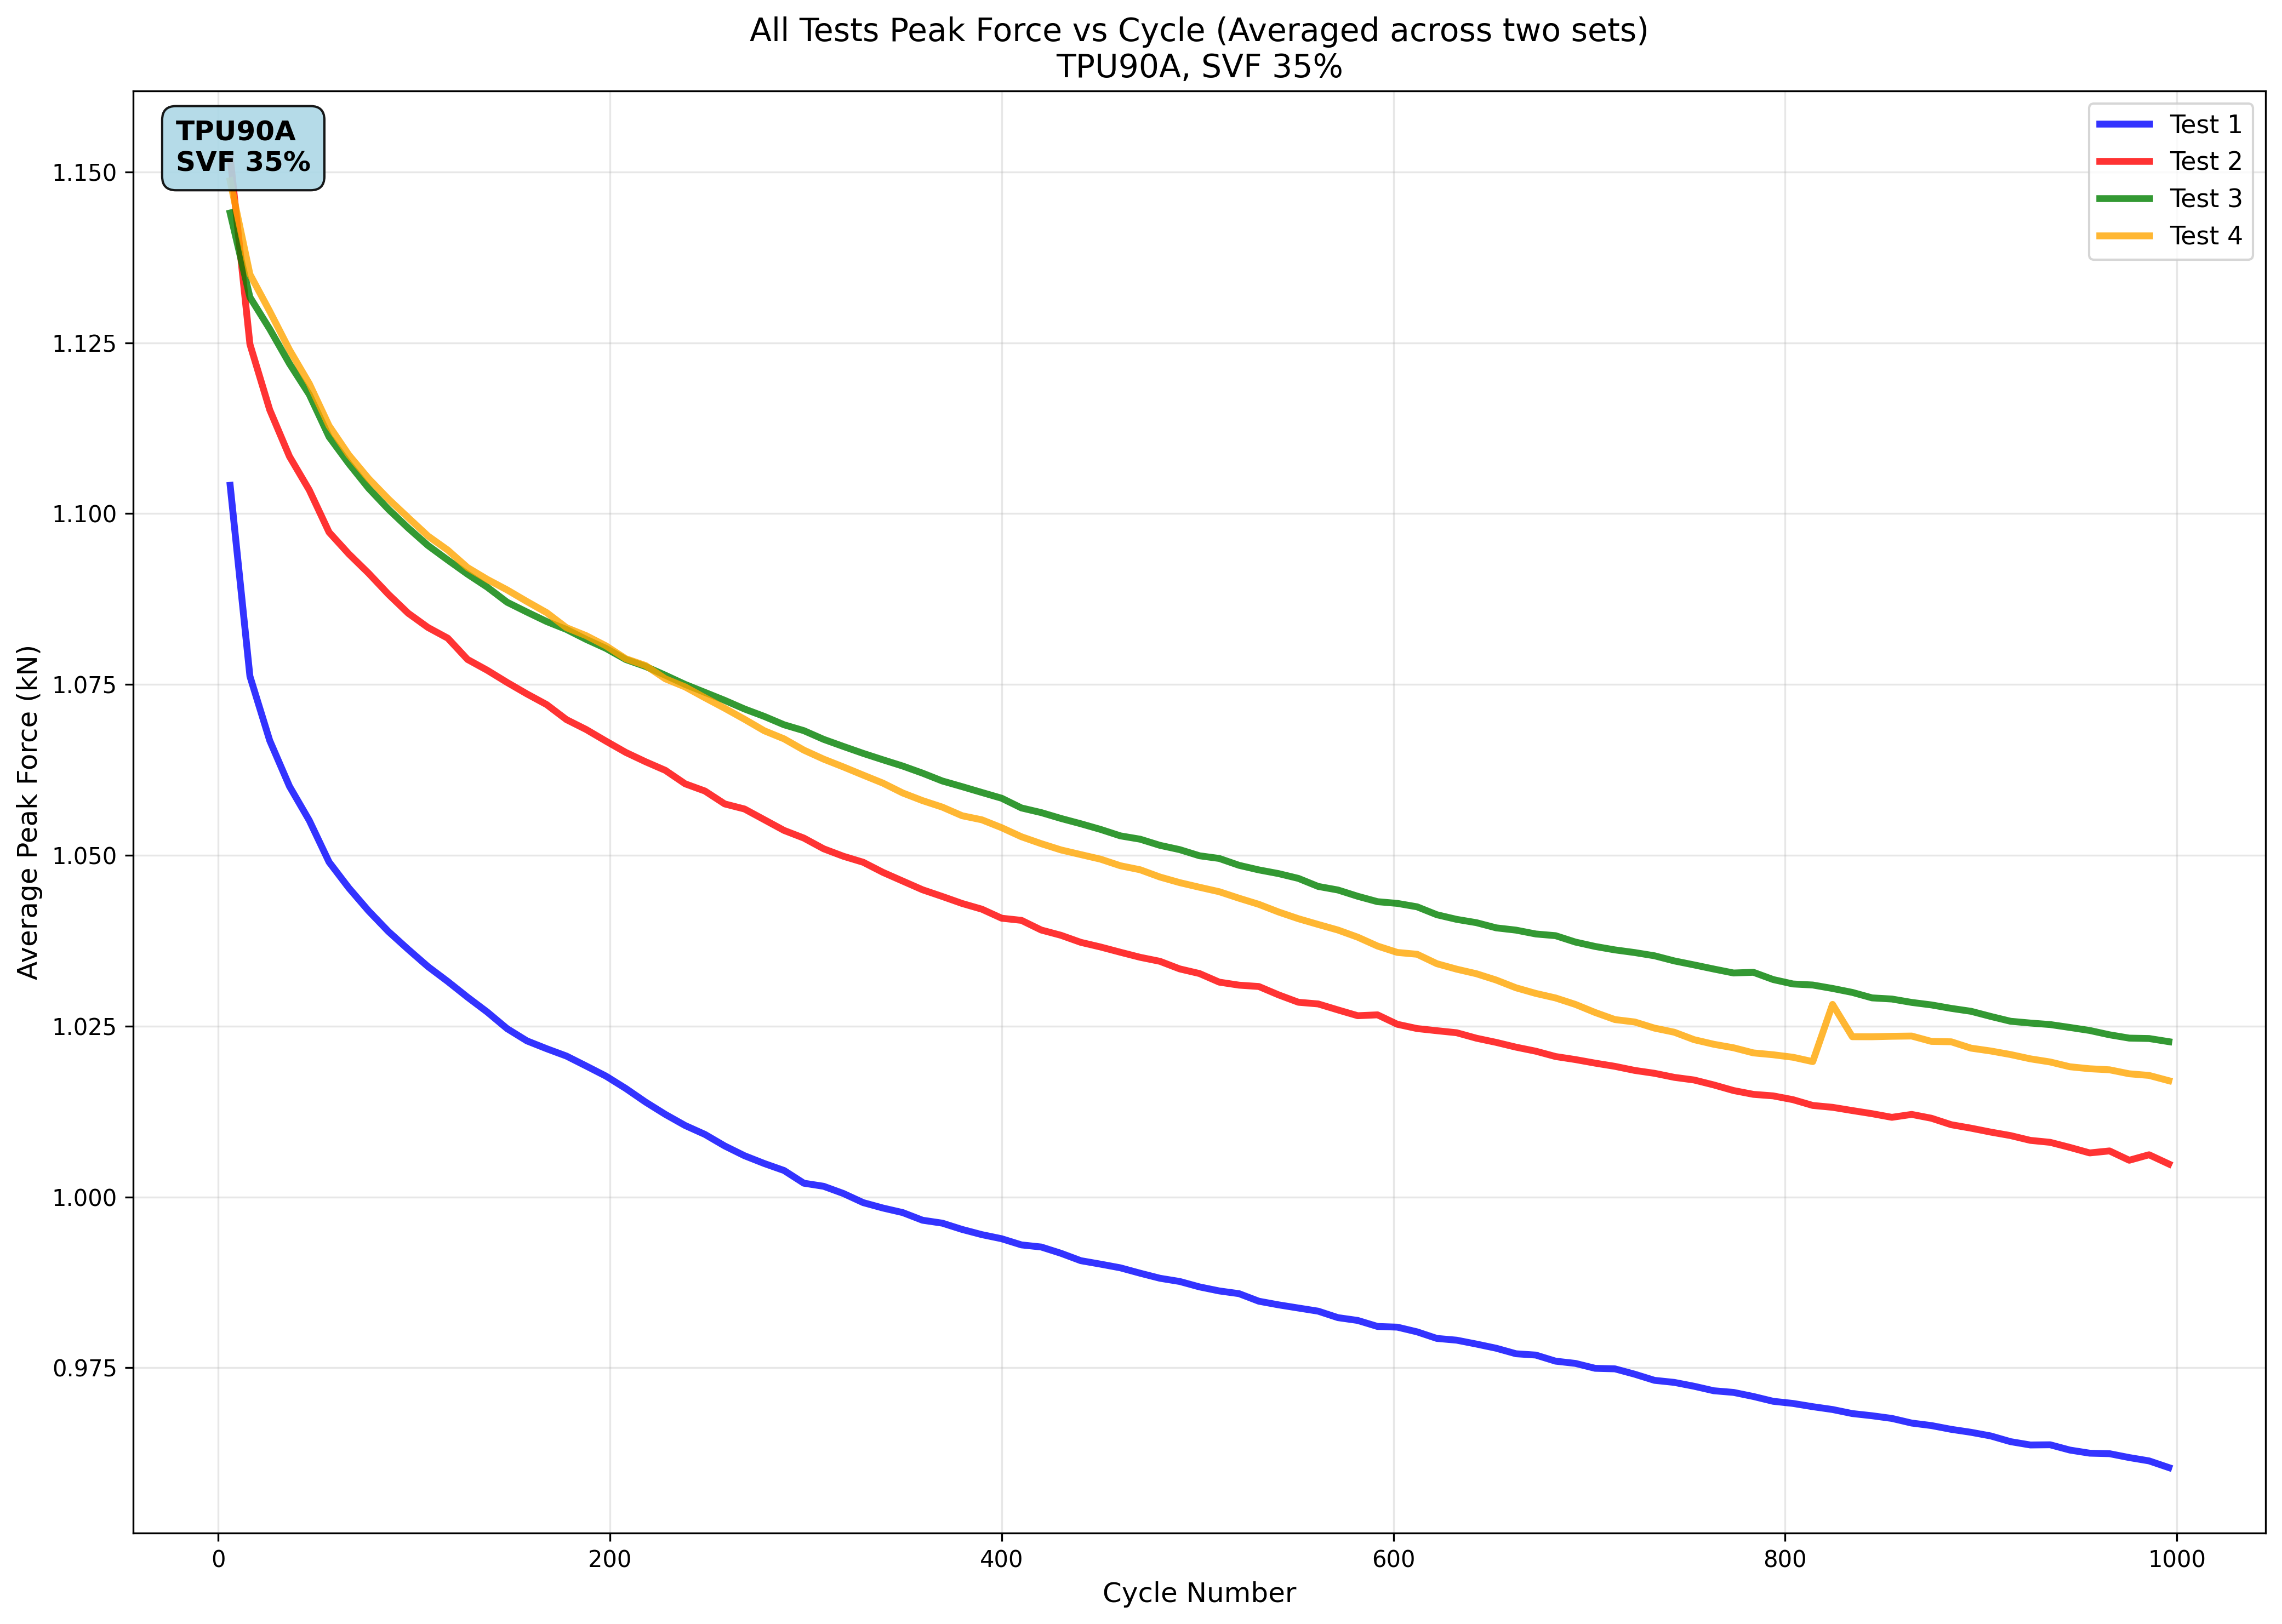 All Tests Peak Force vs Cycle (Averaged across two sets)
TPU90A, SVF 35%
TPU90A
SVF 35%
Test 1
Test 2
Test 3
Test 4
Average Peak Force (kN)
1.150
1.125
1.100
1.075
1.050
1.025
1.000
0.975
0
200
400
600
800
1000
Cycle Number